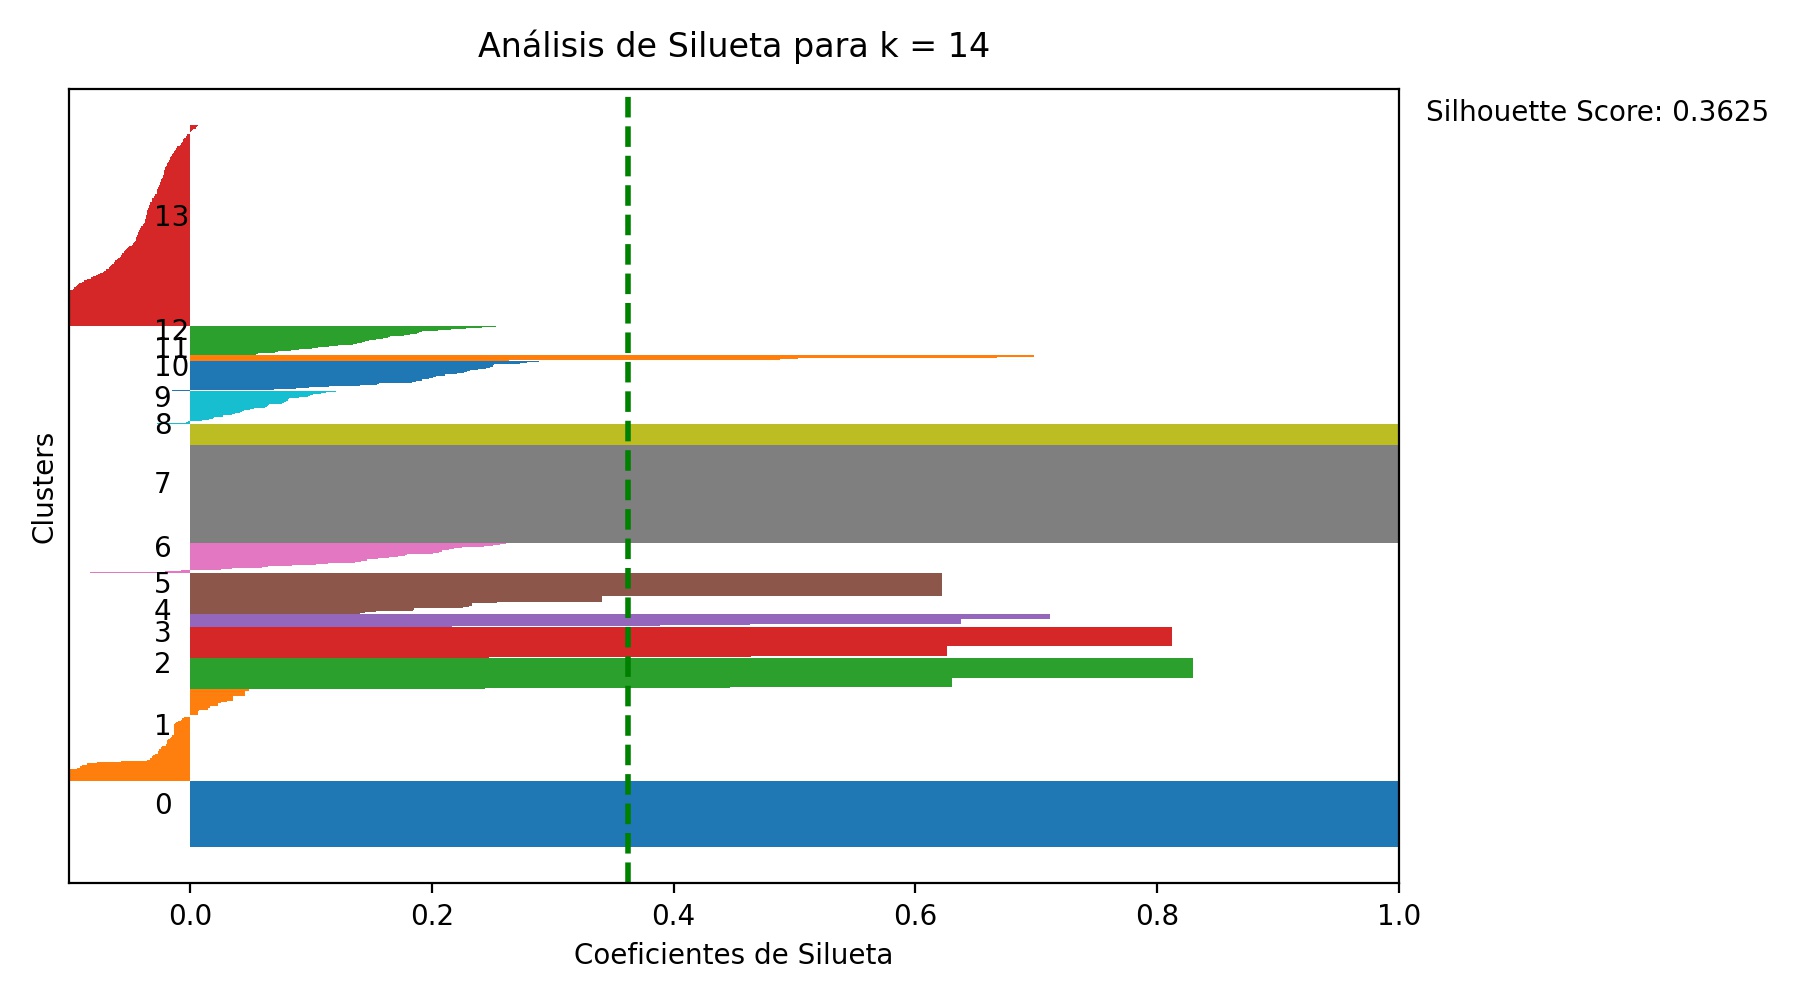 Análisis de Silueta para k = 14
Silhouette Score: 0.3625
13
12
11
10
9
8
7
6
5
4
3
2
1
0
Clusters
0.0 0.2 0.4 0.6 0.8 1.0
Coeficientes de Silueta